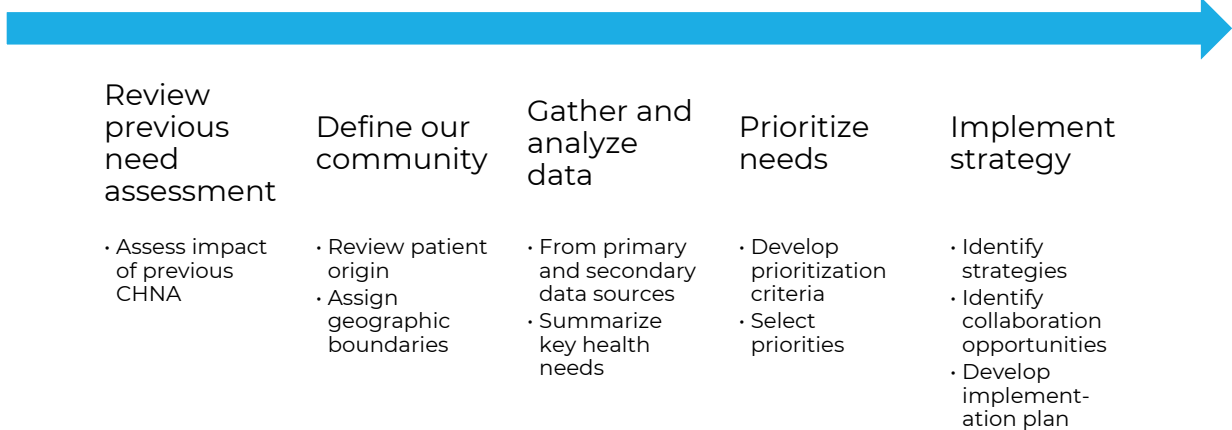 Review
previous
need
assessment
• Assess impact
of previous
CHNA
Define our
community
• Review patient
origin
• Assign
geographic
boundaries
Gather and
analyze
data
• From primary
and secondary
data sources
• Summarize
key health
needs
Prioritize
needs
• Develop
prioritization
criteria
• Select
priorities
Implement
strategy
• Identify
strategies
• Identify
collaboration
opportunities
• Develop
implement-
ation plan